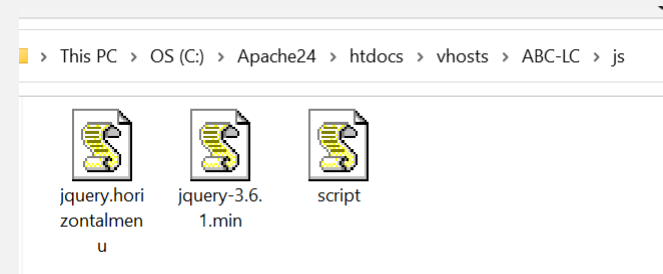 This PC > OS (C:) > Apache24 > htdocs > vhosts > ABC-LC > js
jquery.hori jquery-3.6. script
zontalmen 1.min
u